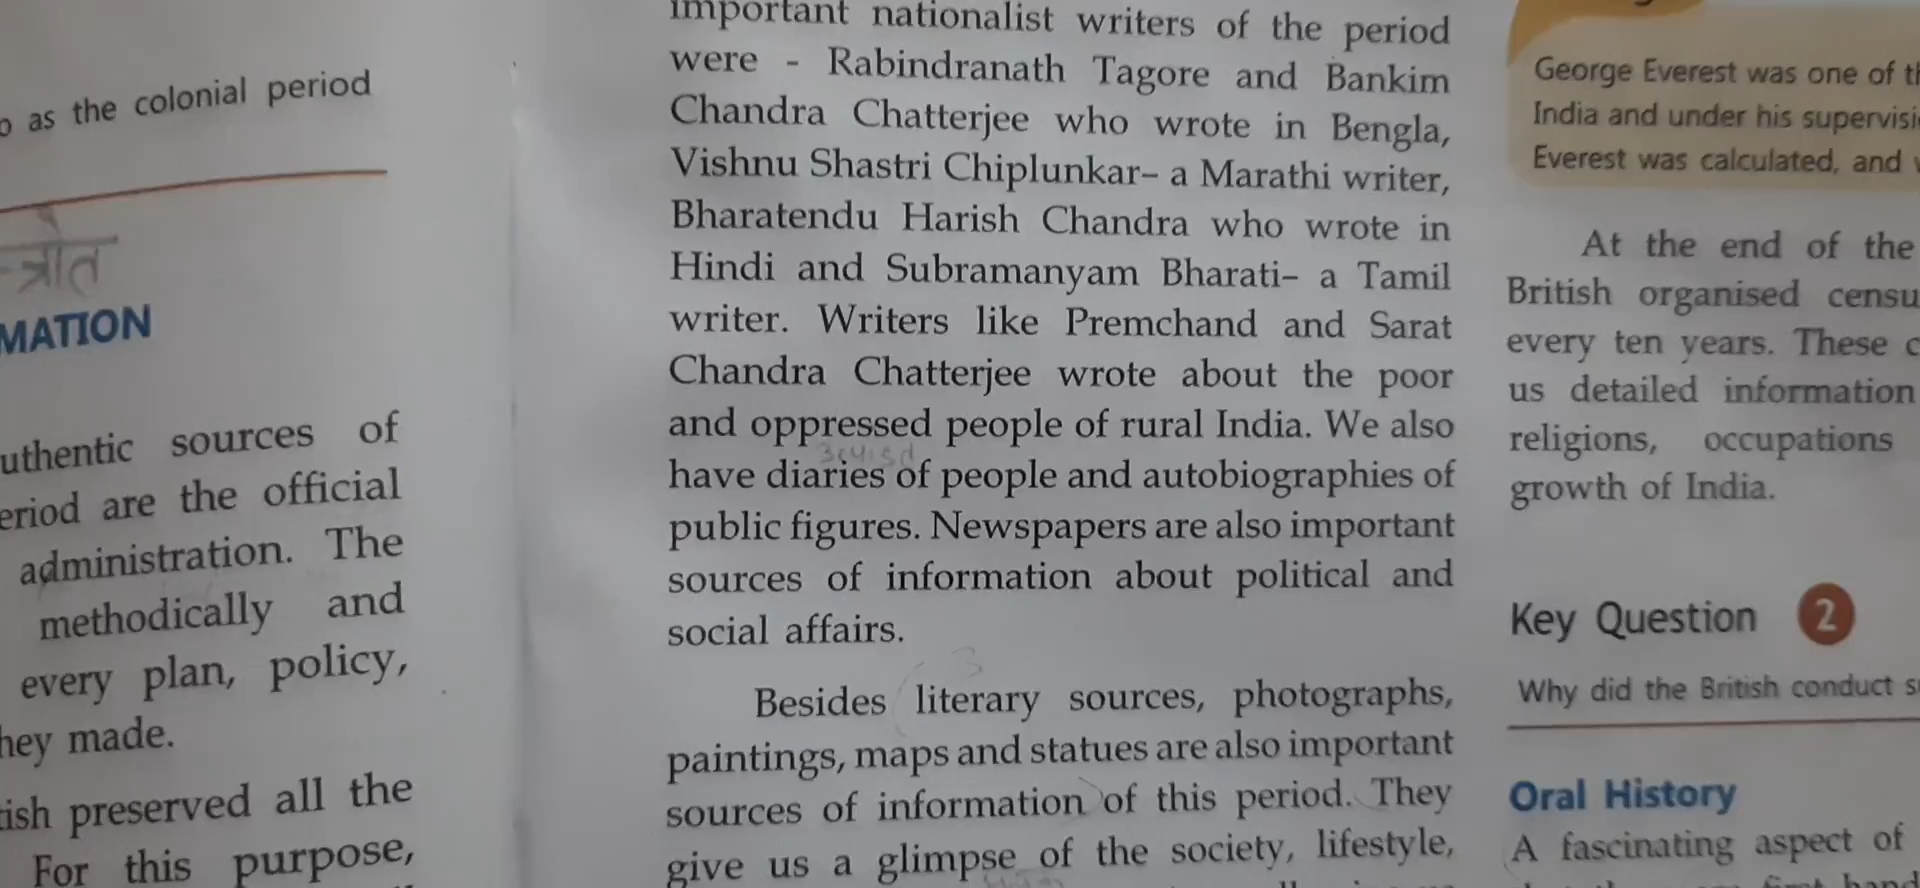 as the colonial period
स्त्रोत
MATION
sources of
are the official
administration. The
methodically and
every plan, policy,
they made.
preserved all the
For this purpose,
important nationalist writers of the period
were - Rabindranath Tagore and Bankim
Chandra Chatterjee who wrote in Bengla,
Vishnu Shastri Chiplunkar– a Marathi writer,
Bharatendu Harish Chandra who wrote in
Hindi and Subramanyam Bharati– a Tamil
writer. Writers like Premchand and Sarat
Chandra Chatterjee wrote about the poor
and oppressed people of rural India. We also
have diaries of people and autobiographies of
public figures. Newspapers are also important
sources of information about political and
social affairs.
Besides literary sources, photographs,
paintings, maps and statues are also important
sources of information of this period. They
give us a glimpse of the society, lifestyle,
George Everest was one of
India and under his
Everest was calculated, and
At the end of the
British organised
every ten years. These
us detailed information
religions, occupations
growth of India.
Key Question 2
Why did the British conduct
Oral History
A fascinating aspect of